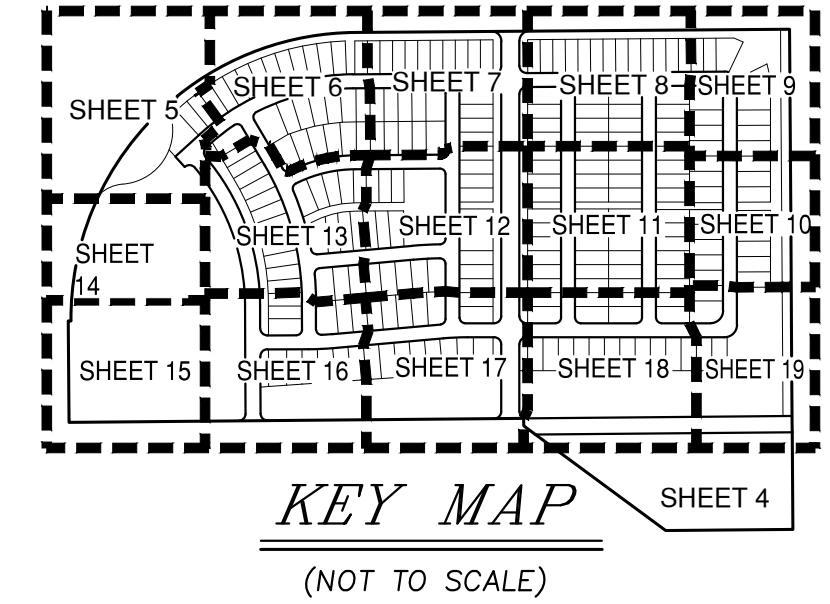 SHEET 5
SHEET 6
SHEET 7
SHEET 8
SHEET 9
SHEET
14
SHEET 13
SHEET 12
SHEET 11
SHEET 10
SHEET 15
SHEET 16
SHEET 17
SHEET 18
SHEET 19
SHEET 4
KEY MAP
(NOT TO SCALE)